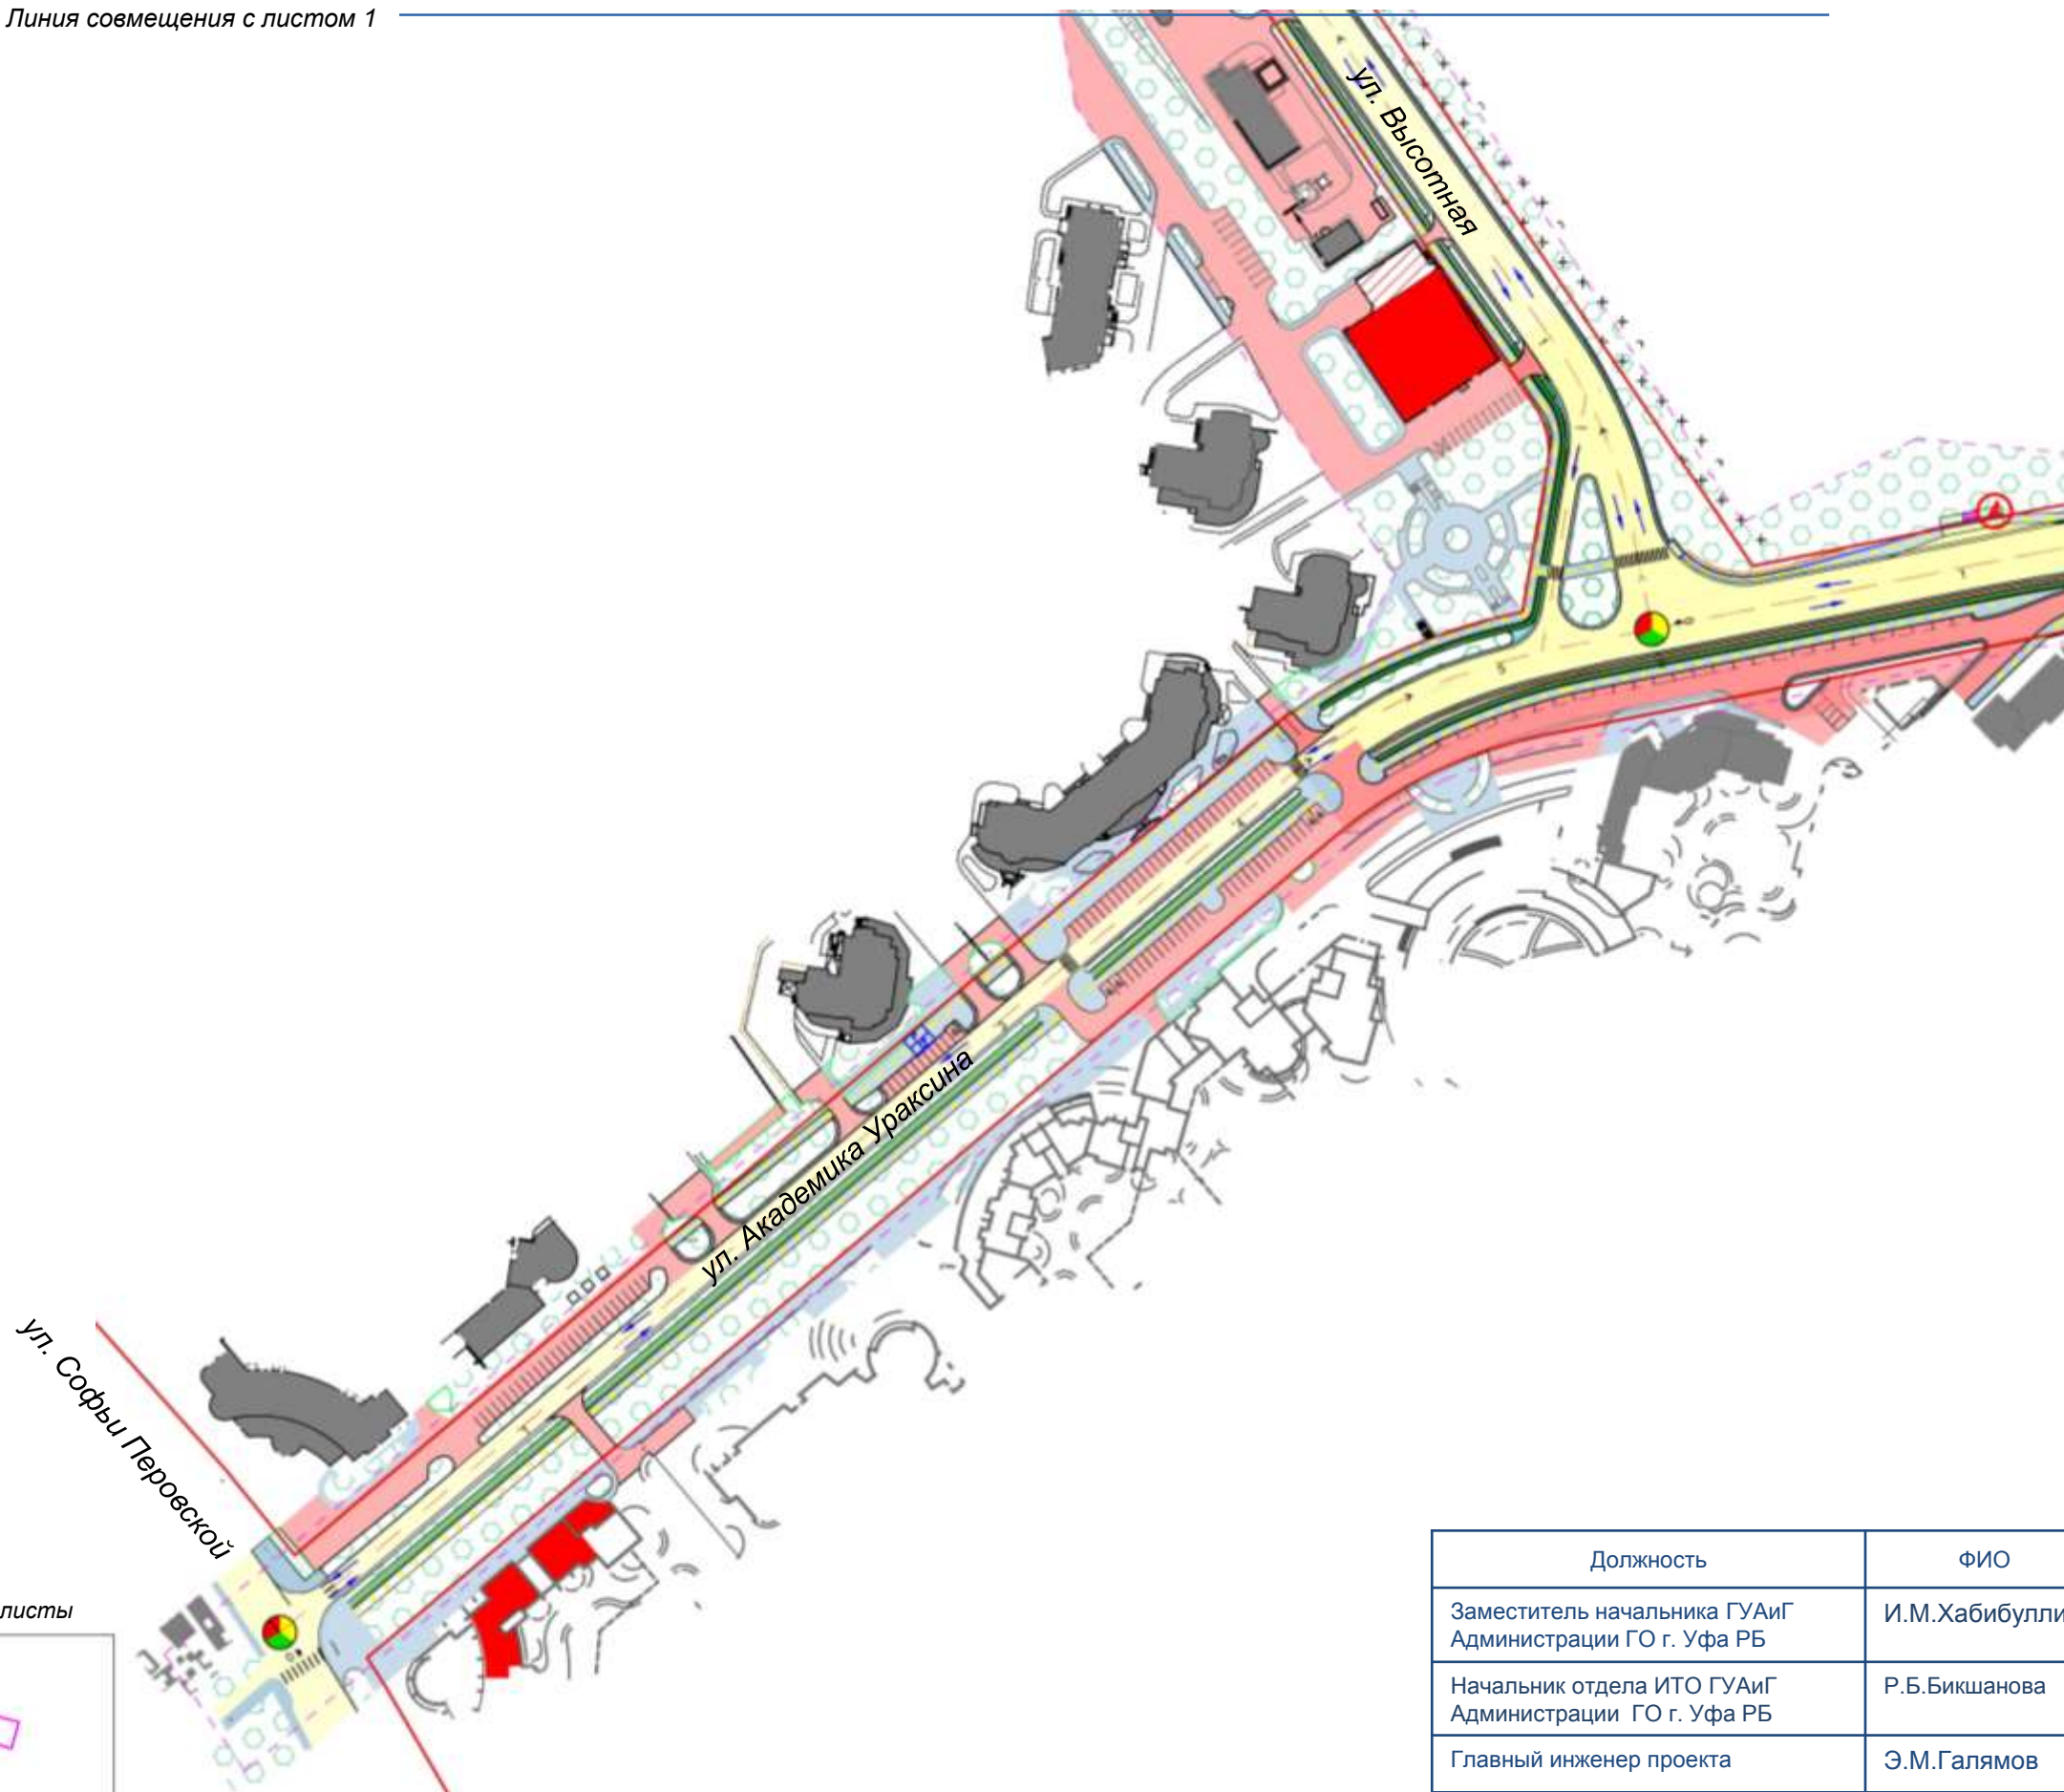 Линия совмещения с листом 1
ул. Высотная
ул. Академика Ураксина
ул. Софьи Перовской
листы
Должность
ФИО
Заместитель начальника ГУАиГ
Администрации ГО г. Уфа РБ
И.М.Хабибулли
Начальник отдела ИТО ГУАиГ
Администрации ГО г. Уфа РБ
Р.Б.Бикшанова
Главный инженер проекта
Э.М.Галямов